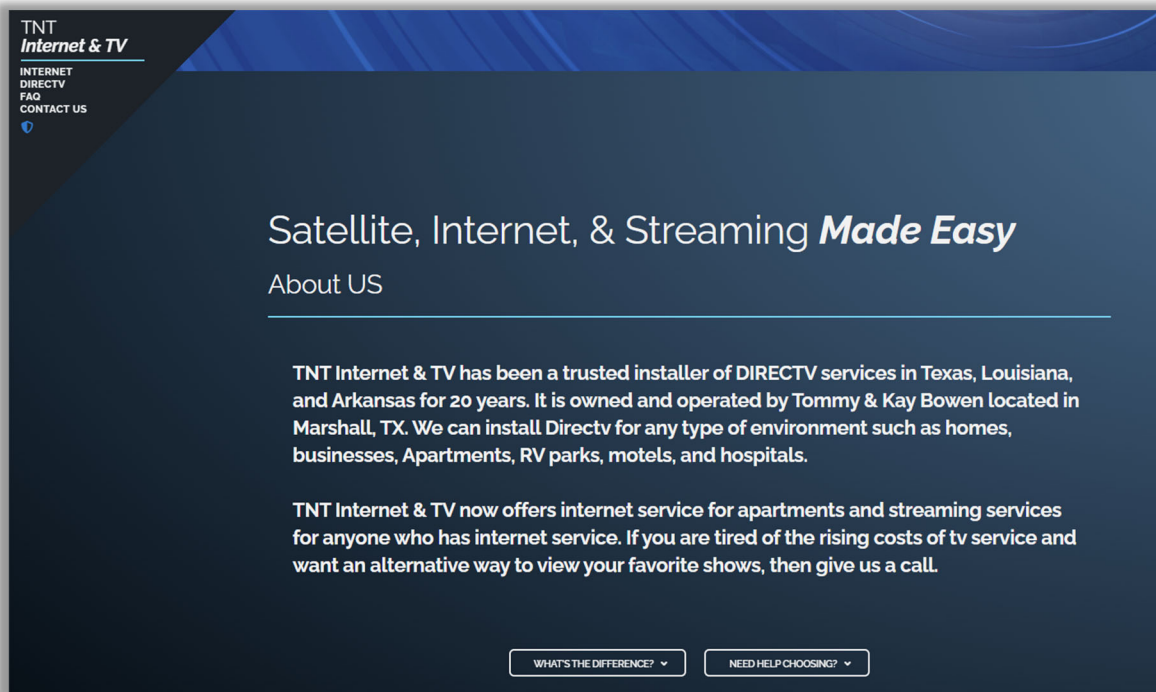 TNT
Internet & TV
INTERNET
DIRECTV
FAQ
CONTACT US
Satellite, Internet, & Streaming Made Easy
About US
TNT Internet & TV has been a trusted installer of DIRECTV services in Texas, Louisiana,
and Arkansas for 20 years. It is owned and operated by Tommy & Kay Bowen located in
Marshall, TX. We can install Directv for any type of environment such as homes,
businesses, Apartments, RV parks, motels, and hospitals.
TNT Internet & TV now offers internet service for apartments and streaming services
for anyone who has internet service. If you are tired of the rising costs of tv service and
want an alternative way to view your favorite shows, then give us a call.
WHAT'S THE DIFFERENCE?
NEED HELP CHOOSING?